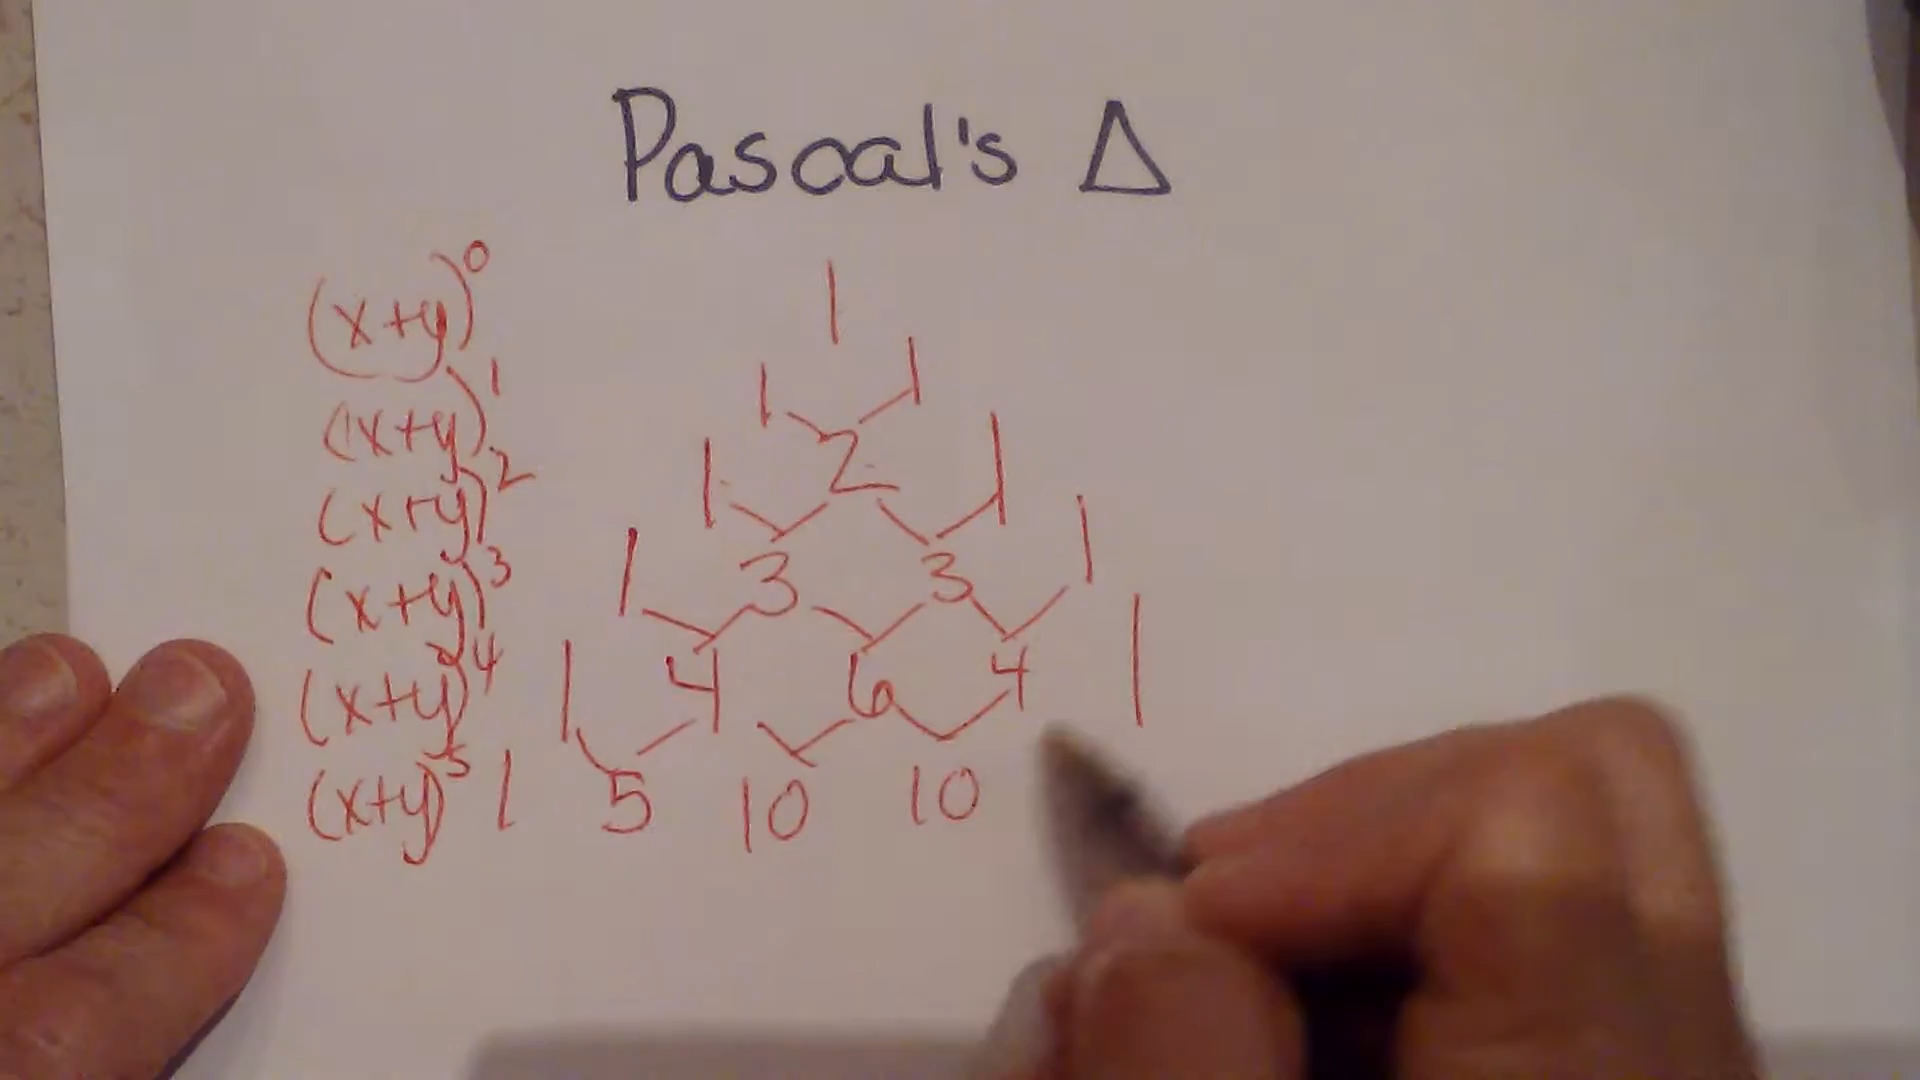 Pascal's Δ
(x+y)^0 1
(x+y)^1 1 1
(x+y)^2 1 2 1
(x+y)^3 1 3 3 1
(x+y)^4 1 4 6 4 1
(x+y)^5 1 5 10 10